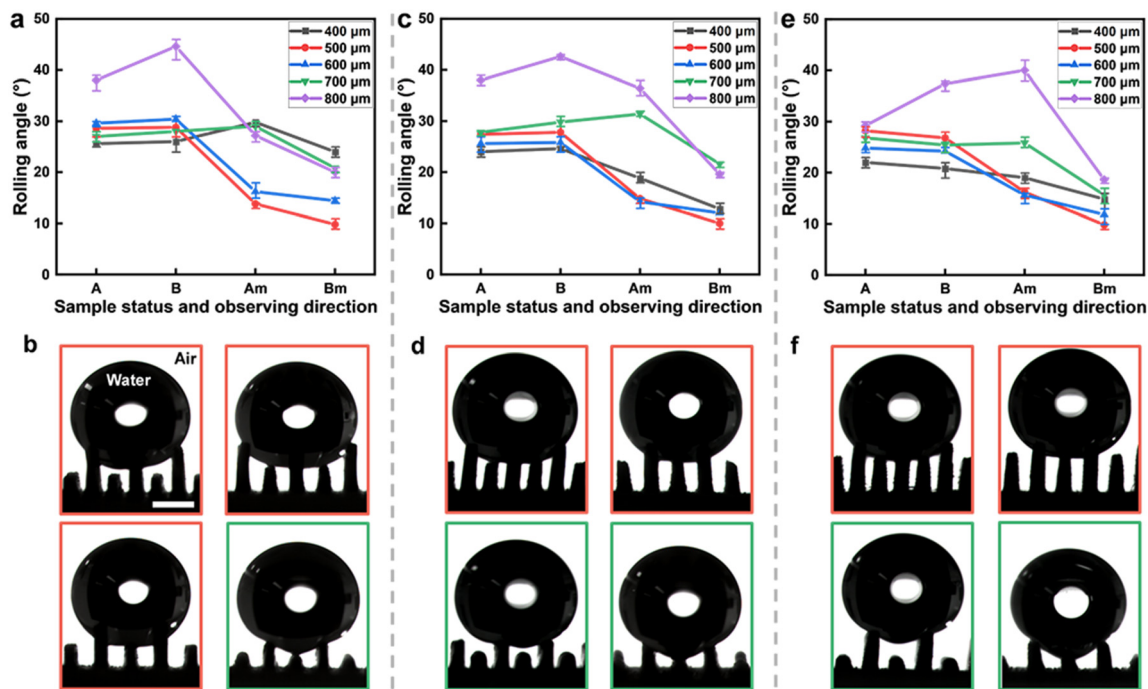 a
Rolling angle (°)
50
40
30
20
10
0
400 μm
500 μm
600 μm
700 μm
800 μm
A B Am Bm
Sample status and observing direction
c
Rolling angle (°)
50
40
30
20
10
0
400 μm
500 μm
600 μm
700 μm
800 μm
A B Am Bm
Sample status and observing direction
e
Rolling angle (°)
50
40
30
20
10
0
400 μm
500 μm
600 μm
700 μm
800 μm
A B Am Bm
Sample status and observing direction
b
Air
Water
d
f